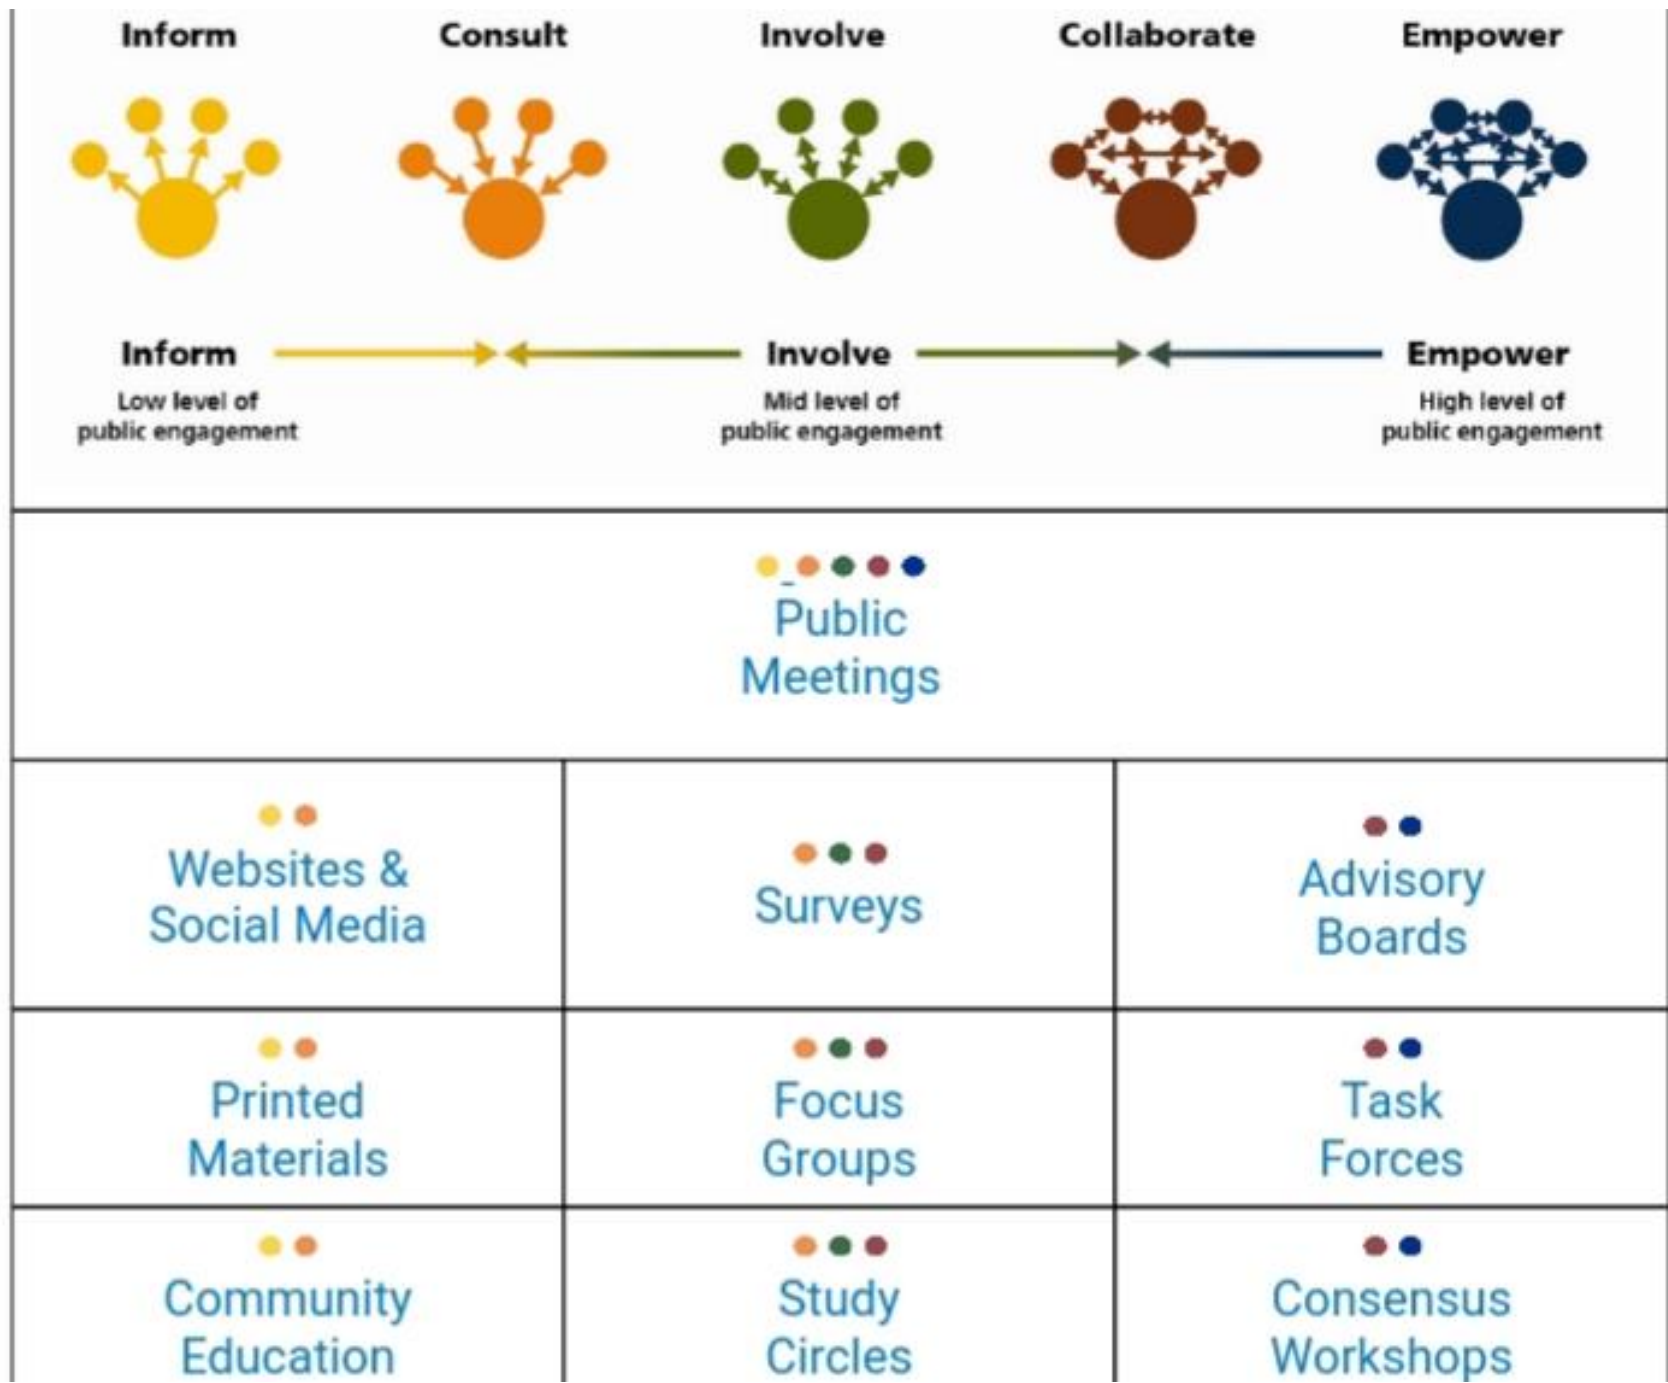 Inform Consult Involve Collaborate Empower
Inform Involve Empower
Low level of Mid level of High level of
public engagement public engagement public engagement
Public
Meetings
Websites &
Social Media
Surveys
Advisory
Boards
Printed
Materials
Focus
Groups
Task
Forces
Community
Education
Study
Circles
Consensus
Workshops